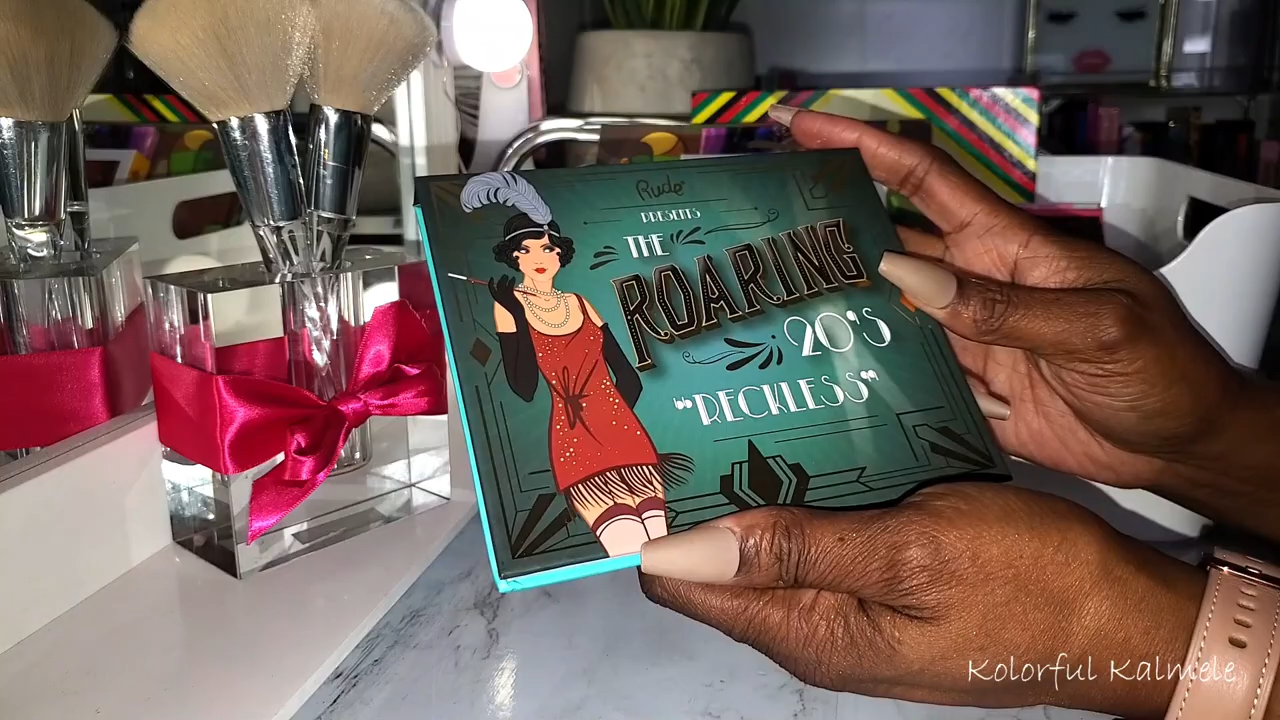 Rude
PRESENTS
THE
ROARING
20'S
"RECKLESS"
Kolorful Kalmele